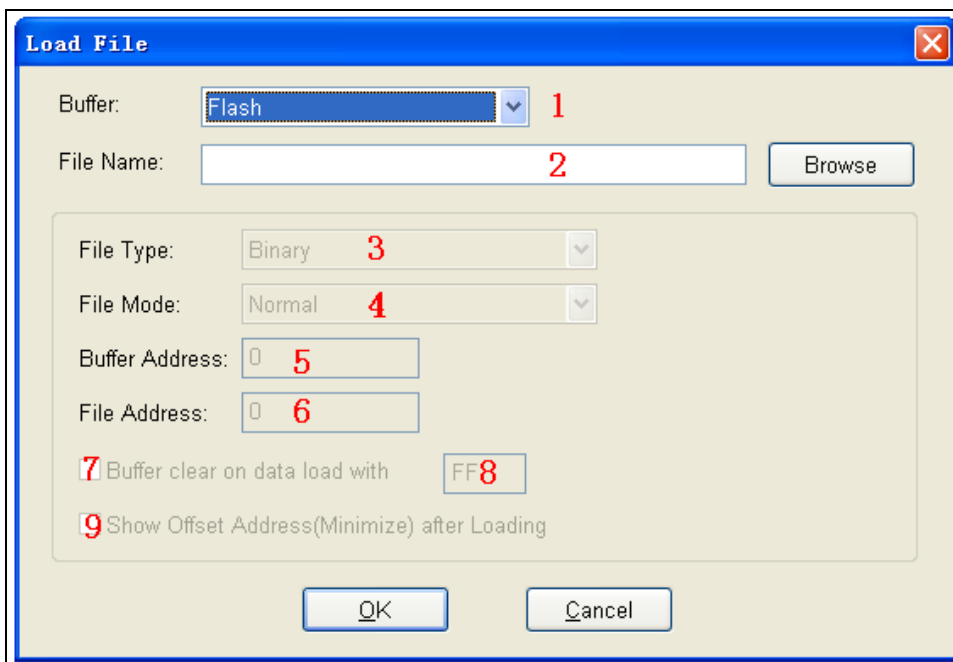 Load File
Buffer: Flash 1
File Name: 2 Browse
File Type: Binary 3
File Mode: Normal 4
Buffer Address: 0 5
File Address: 0 6
7 Buffer clear on data load with FF 8
9 Show Offset Address(Minimize) after Loading
OK Cancel